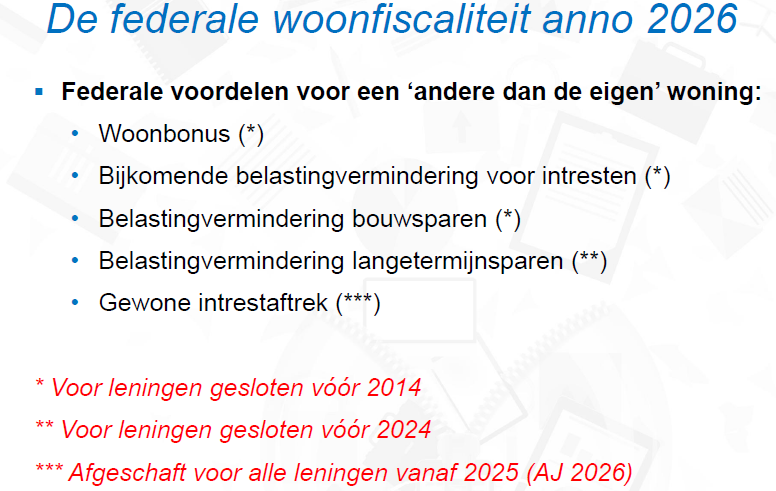 De federale woonfiscaliteit anno 2026
▪ Federale voordelen voor een ‘andere dan de eigen’ woning:
• Woonbonus (*)
• Bijkomende belastingvermindering voor intresten (*)
• Belastingvermindering bouwsparen (*)
• Belastingvermindering langetermijnsparen (**)
• Gewone intrestaftrek (***)
* Voor leningen gesloten vóór 2014
** Voor leningen gesloten vóór 2024
*** Afgeschaft voor alle leningen vanaf 2025 (AJ 2026)